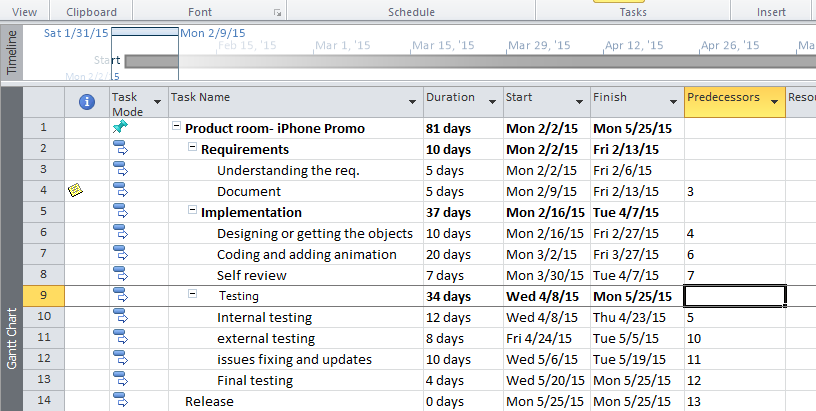 View Clipboard Font Schedule Tasks Insert
Timeline
Sat 1/31/15 Mon 2/9/15
Feb 15, '15 Mar 1, '15 Mar 15, '15 Mar 29, '15 Apr 12, '15 Apr 26, '15 Ma
Start
Mon 2/2/15
Task Mode Task Name Duration Start Finish Predecessors Resou
1 Product room- iPhone Promo 81 days Mon 2/2/15 Mon 5/25/15
2 Requirements 10 days Mon 2/2/15 Fri 2/13/15
3 Understanding the req. 5 days Mon 2/2/15 Fri 2/6/15
4 Document 5 days Mon 2/9/15 Fri 2/13/15 3
5 Implementation 37 days Mon 2/16/15 Tue 4/7/15
6 Designing or getting the objects 10 days Mon 2/16/15 Fri 2/27/15 4
7 Coding and adding animation 20 days Mon 3/2/15 Fri 3/27/15 6
8 Self review 7 days Mon 3/30/15 Tue 4/7/15 7
9 Testing 34 days Wed 4/8/15 Mon 5/25/15
10 Internal testing 12 days Wed 4/8/15 Thu 4/23/15 5
11 external testing 8 days Fri 4/24/15 Tue 5/5/15 10
12 issues fixing and updates 10 days Wed 5/6/15 Tue 5/19/15 11
13 Final testing 4 days Wed 5/20/15 Mon 5/25/15 12
14 Release 0 days Mon 5/25/15 Mon 5/25/15 13
Gantt Chart